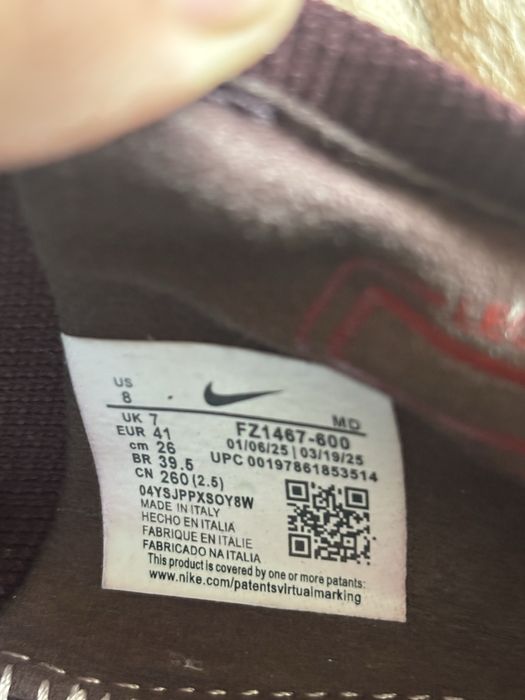 US
8
MD
UK 7
EUR 41
cm 26
BR 39.5
CN 260 (2.5)
FZ1467-600
01/06/25 | 03/19/25
UPC 00197861853514
04YSJPPXSOY8W
MADE IN ITALY
HECHO EN ITALIA
FABRIQUE EN ITALIE
FABRICADO NA ITALIA
This product is covered by one or more patents:
www.nike.com/patentsvirtualmarking